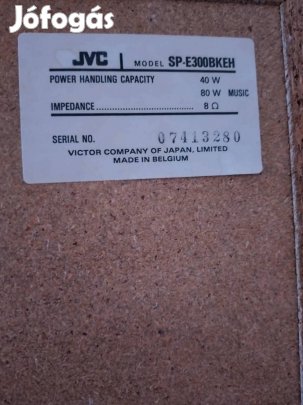 Jófogás
JVC MODEL SP-E300BKEH
POWER HANDLING CAPACITY 40 W
80 W MUSIC
IMPEDANCE 8 Ω
SERIAL NO. 07413280
VICTOR COMPANY OF JAPAN, LIMITED
MADE IN BELGIUM
Jófogás